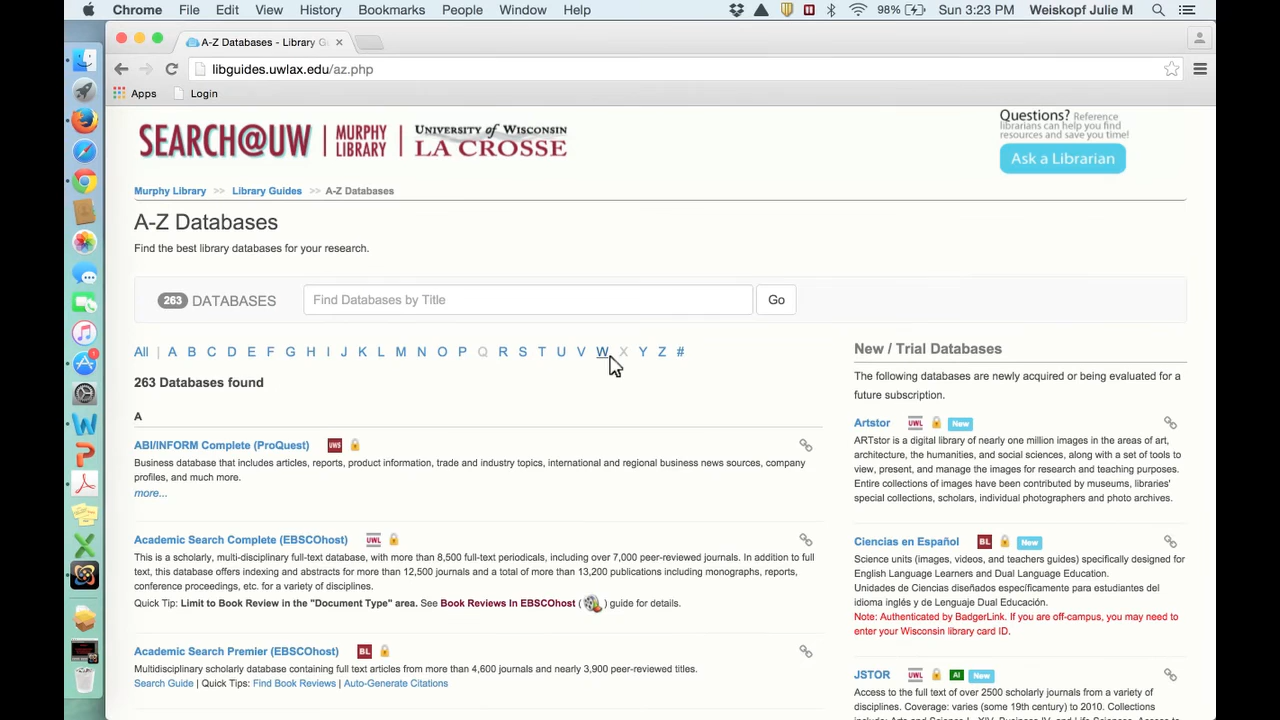 Chrome File Edit View History Bookmarks People Window Help 98% Sun 3:23 PM Weiskopf Julie M
A-Z Databases - Library G
libguides.uwlax.edu/az.php
Apps Login
SEARCH@UW | MURPHY LIBRARY | UNIVERSITY of WISCONSIN LA CROSSE
Questions? Reference
librarians can help you find
resources and save you time!
Ask a Librarian
Murphy Library >> Library Guides >> A-Z Databases
A-Z Databases
Find the best library databases for your research.
263 DATABASES Find Databases by Title Go
All | A B C D E F G H I J K L M N O P Q R S T U V W X Y Z #
263 Databases found
A
ABI/INFORM Complete (ProQuest) UWS
Business database that includes articles, reports, product information, trade and industry topics, international and regional business news sources, company
profiles, and much more.
more...
Academic Search Complete (EBSCOhost) UWL
This is a scholarly, multi-disciplinary full-text database, with more than 8,500 full-text periodicals, including over 7,000 peer-reviewed journals. In addition to full
text, this database offers indexing and abstracts for more than 12,500 journals and a total of more than 13,200 publications including monographs, reports,
conference proceedings, etc. for a variety of disciplines.
Quick Tip: Limit to Book Review in the "Document Type" area. See Book Reviews In EBSCOhost ( ) guide for details.
Academic Search Premier (EBSCOhost) BL
Multidisciplinary scholarly database containing full text articles from more than 4,600 journals and nearly 3,900 peer-reviewed titles.
Search Guide | Quick Tips: Find Book Reviews | Auto-Generate Citations
New / Trial Databases
The following databases are newly acquired or being evaluated for a
future subscription.
Artstor UWL New
ARTstor is a digital library of nearly one million images in the areas of art,
architecture, the humanities, and social sciences, along with a set of tools to
view, present, and manage the images for research and teaching purposes.
Entire collections of images have been contributed by museums, libraries'
special collections, scholars, individual photographers and photo archives.
Ciencias en Español BL New
Science units (images, videos, and teachers guides) specifically designed for
English Language Learners and Dual Language Education.
Unidades de Ciencias diseñados específicamente para estudiantes del
idioma inglés y de Lenguaje Dual Educación.
Note: Authenticated by BadgerLink. If you are off-campus, you may need to
enter your Wisconsin library card ID.
JSTOR UWL AI New
Access to the full text of over 2500 scholarly journals from a variety of
disciplines. Coverage: varies (some 19th century) to 2010. Collections